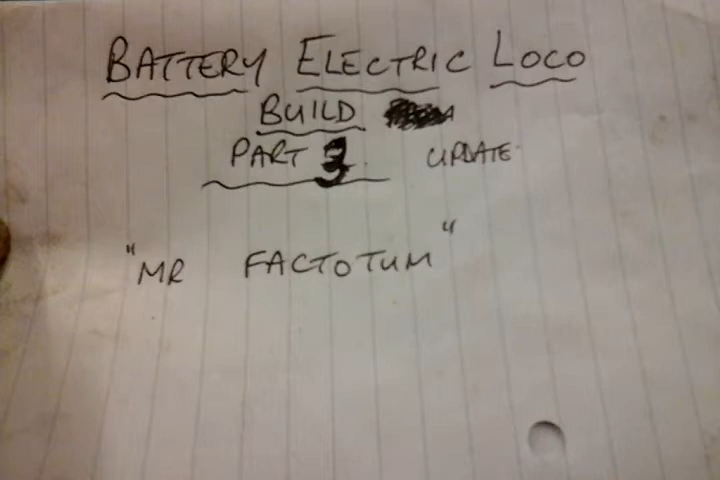 BATTERY ELECTRIC LOCO
BUILD
PART 3 UPDATE
"MR FACTOTUM"